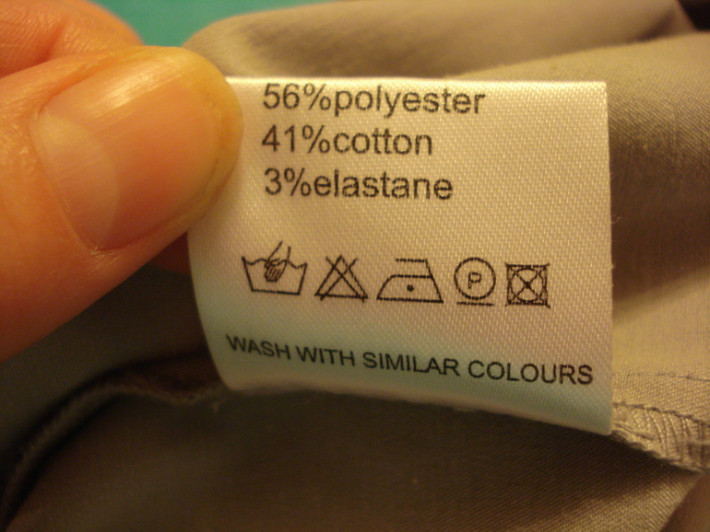 56%polyester
41%cotton
3%elastane
P
WASH WITH SIMILAR COLOURS